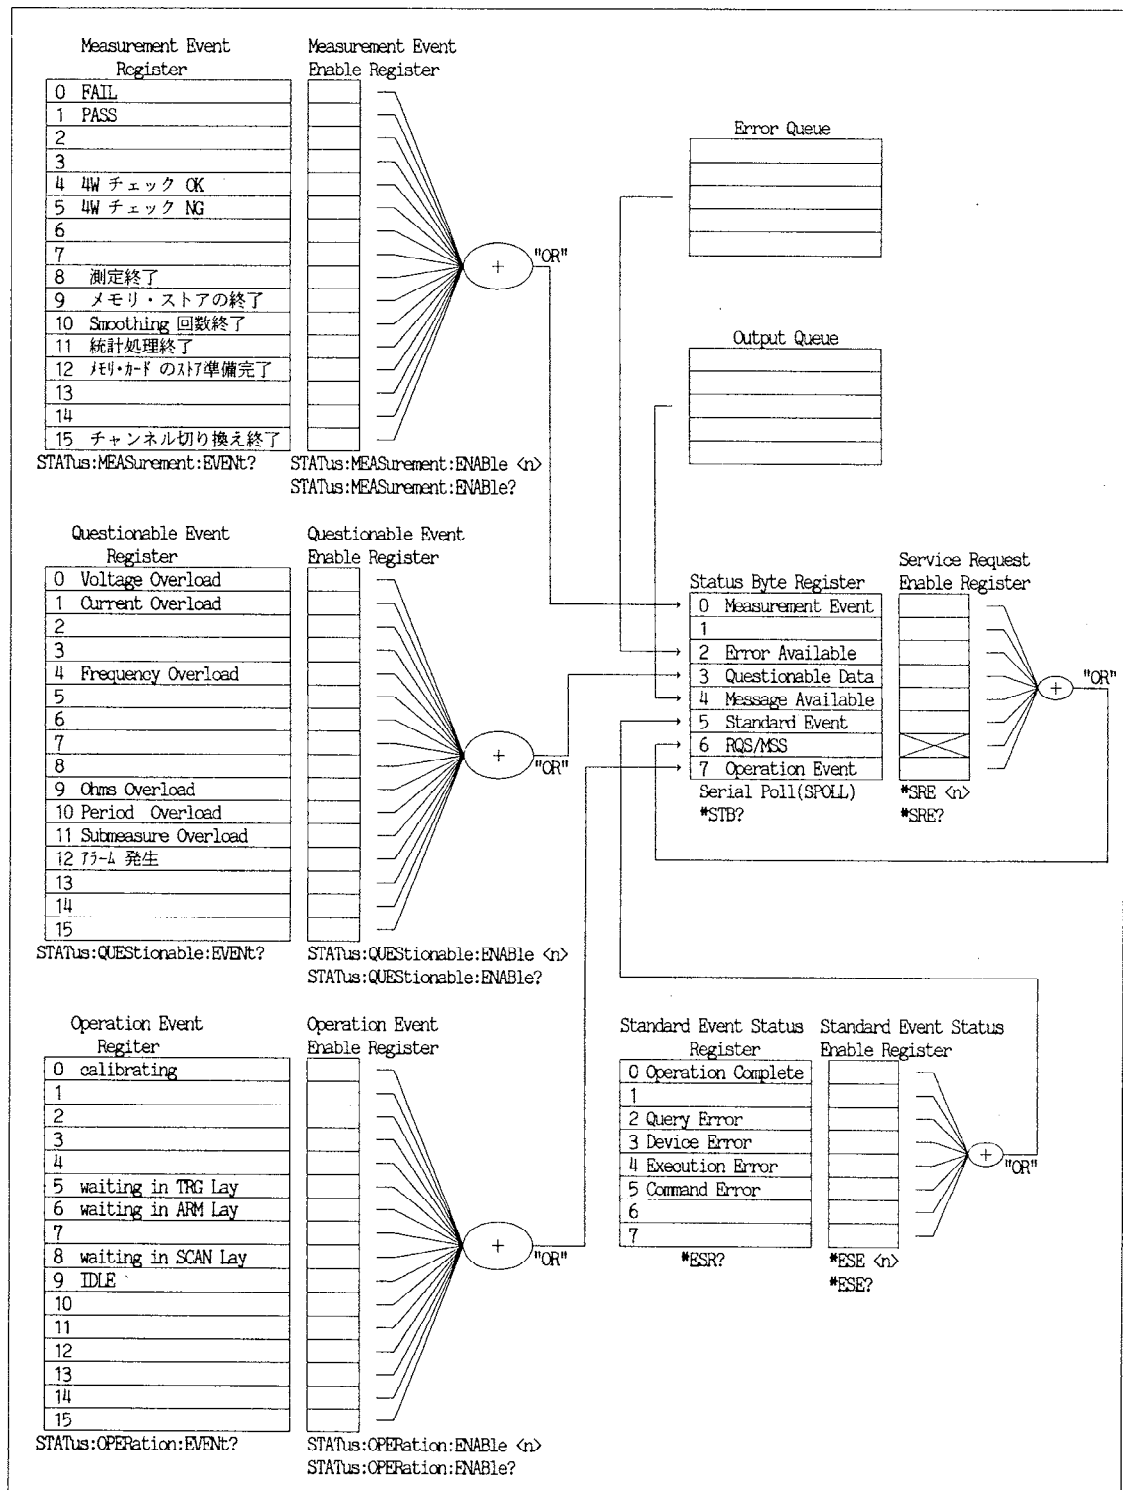 Measurement Event
Register
0 FAIL
1 PASS
2
3
4 4W チェック OK
5 4W チェック NG
6
7
8 測定終了
9 メモリ・ストアの終了
10 Smoothing 回数終了
11 統計処理終了
12 ﾒﾓﾘ・ｶｰﾄﾞ のｽﾄｱ準備完了
13
14
15 チャンネル切り換え終了
STATus:MEASurement:EVENt?
Measurement Event
Enable Register
STATus:MEASurement:ENABle <n>
STATus:MEASurement:ENABle?
+
"OR"
Error Queue
Output Queue
Questionable Event
Register
0 Voltage Overload
1 Current Overload
2
3
4 Frequency Overload
5
6
7
8
9 Ohms Overload
10 Period Overload
11 Submeasure Overload
12 ｱﾗｰﾑ 発生
13
14
15
STATus:QUEStionable:EVENt?
Questionable Event
Enable Register
STATus:QUEStionable:ENABle <n>
STATus:QUEStionable:ENABle?
+
"OR"
Status Byte Register
0 Measurement Event
1
2 Error Available
3 Questionable Data
4 Message Available
5 Standard Event
6 RQS/MSS
7 Operation Event
Serial Poll(SPOLL)
*STB?
Service Request
Enable Register
*SRE <n>
*SRE?
+
"OR"
Operation Event
Regiter
0 calibrating
1
2
3
4
5 waiting in TRG Lay
6 waiting in ARM Lay
7
8 waiting in SCAN Lay
9 IDLE
10
11
12
13
14
15
STATus:OPERation:EVENt?
Operation Event
Enable Register
STATus:OPERation:ENABle <n>
STATus:OPERation:ENABle?
+
"OR"
Standard Event Status
Register
0 Operation Complete
1
2 Query Error
3 Device Error
4 Execution Error
5 Command Error
6
7
*ESR?
Standard Event Status
Enable Register
*ESE <n>
*ESE?
+
"OR"